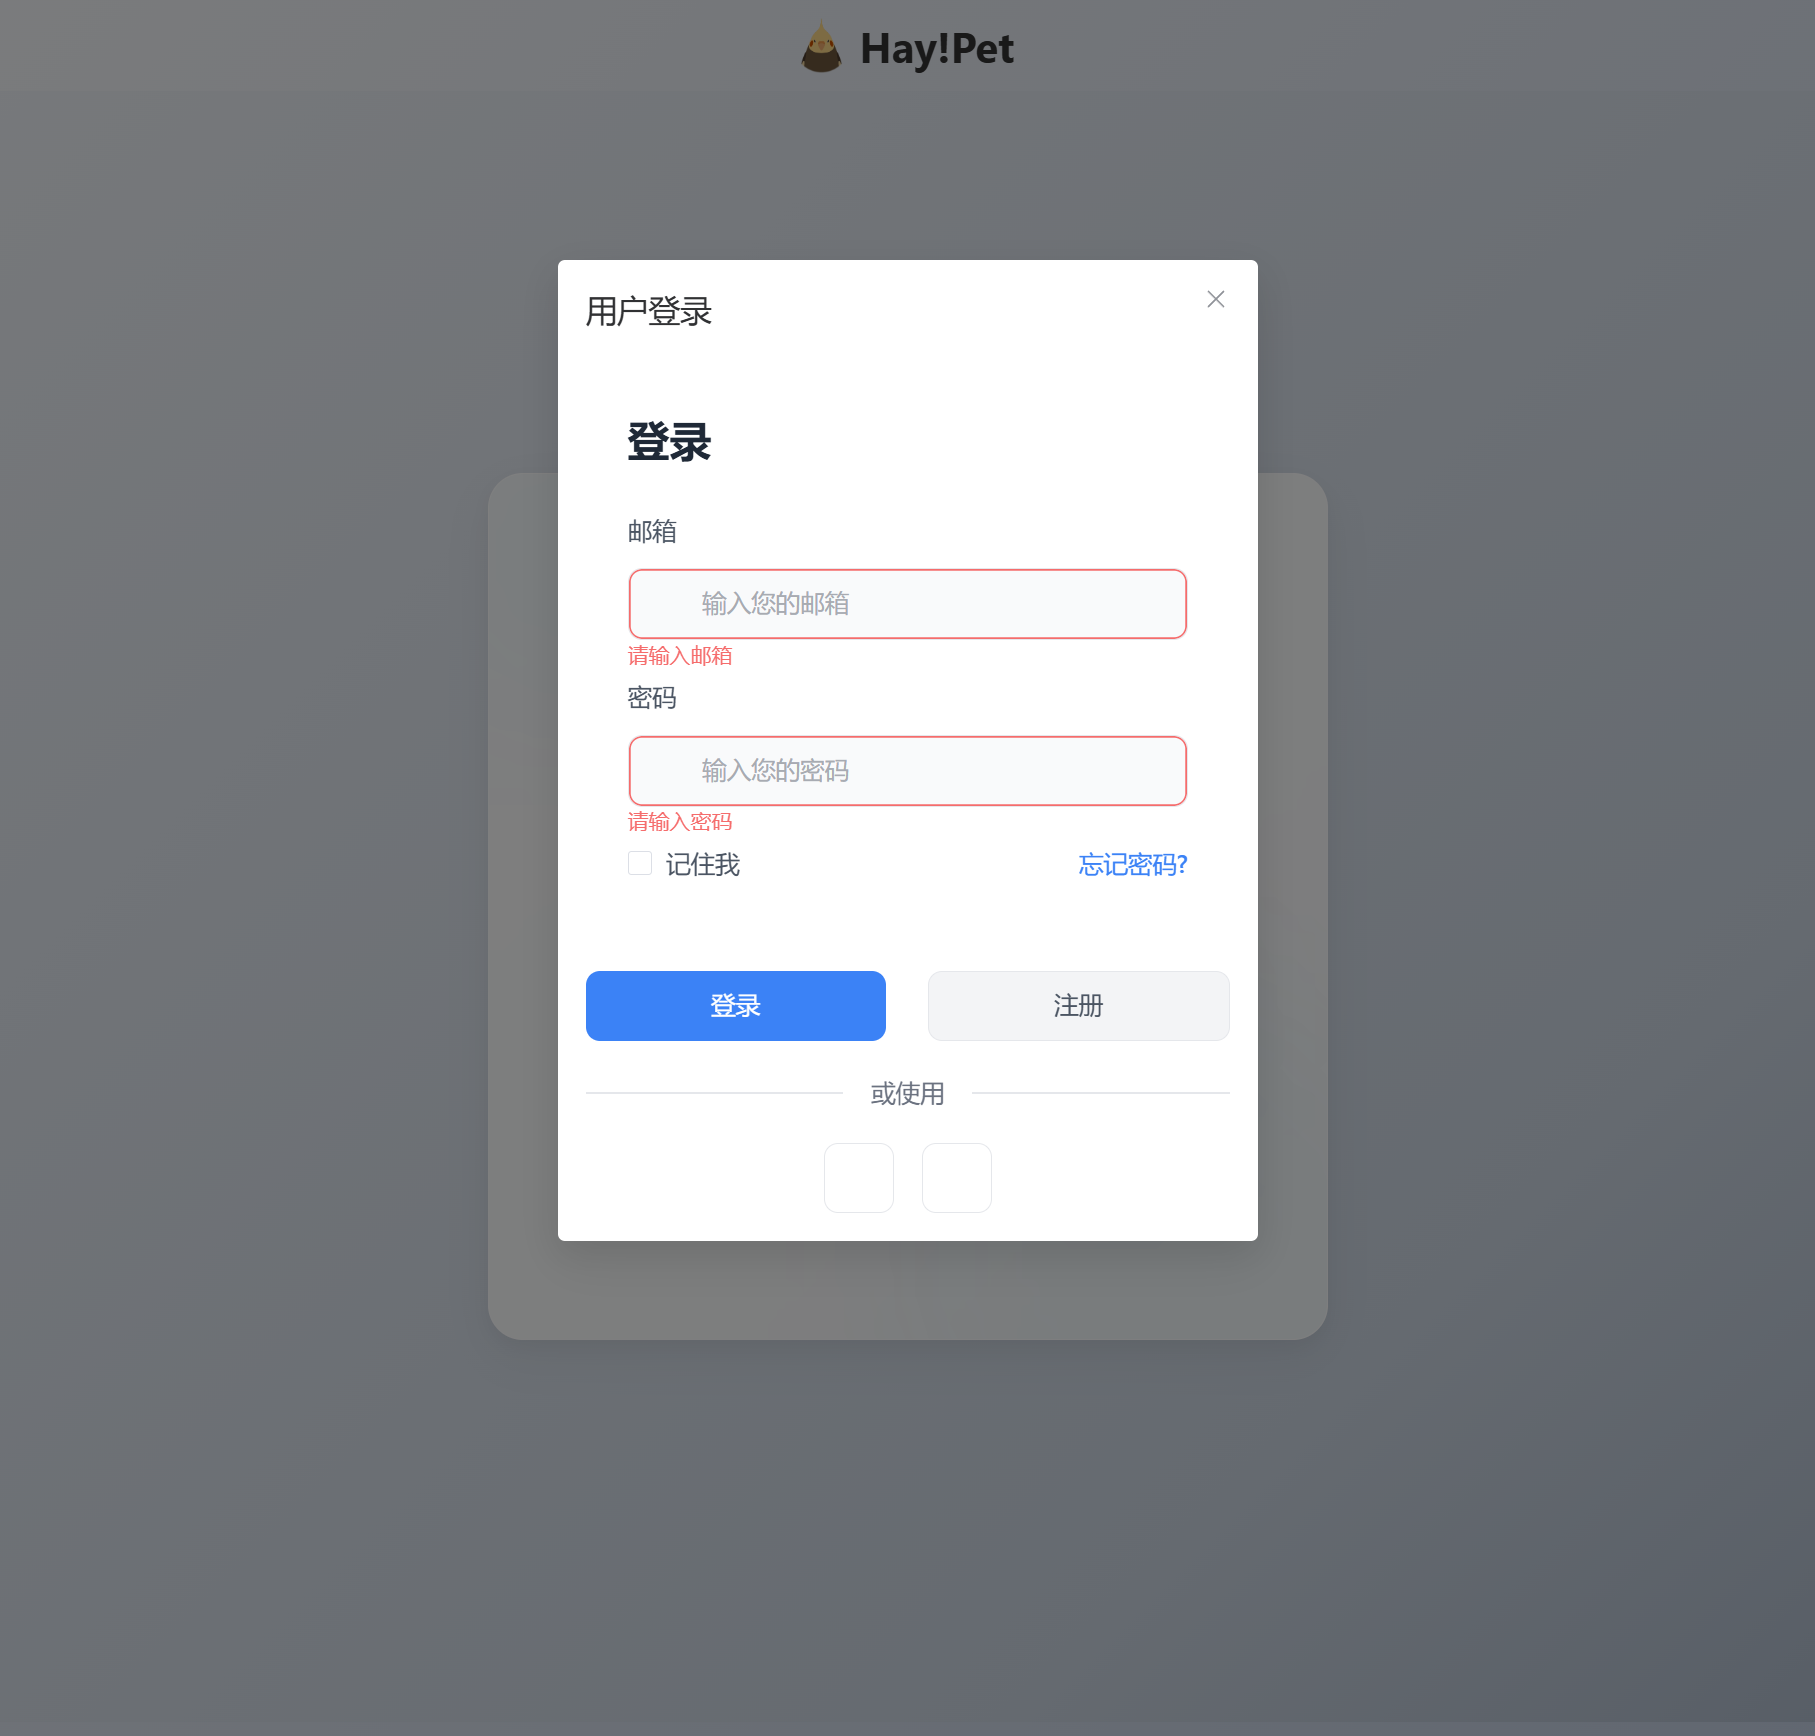 Hay!Pet
用户登录
登录
邮箱
输入您的邮箱
请输入邮箱
密码
输入您的密码
请输入密码
记住我
忘记密码?
登录
注册
或使用